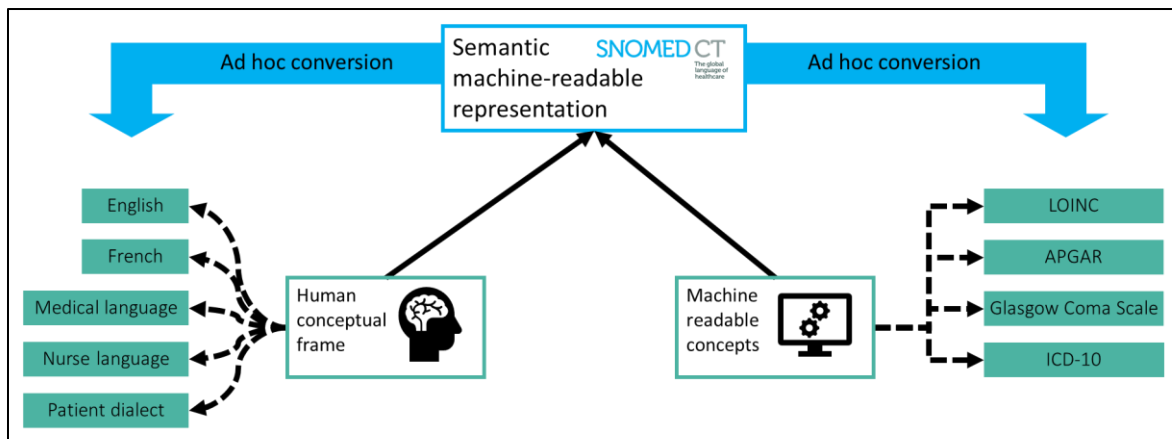 Semantic
machine-readable
representation
SNOMED CT
The global
language of
healthcare
Ad hoc conversion
Ad hoc conversion
English
French
Medical language
Nurse language
Patient dialect
Human
conceptual
frame
Machine
readable
concepts
LOINC
APGAR
Glasgow Coma Scale
ICD-10